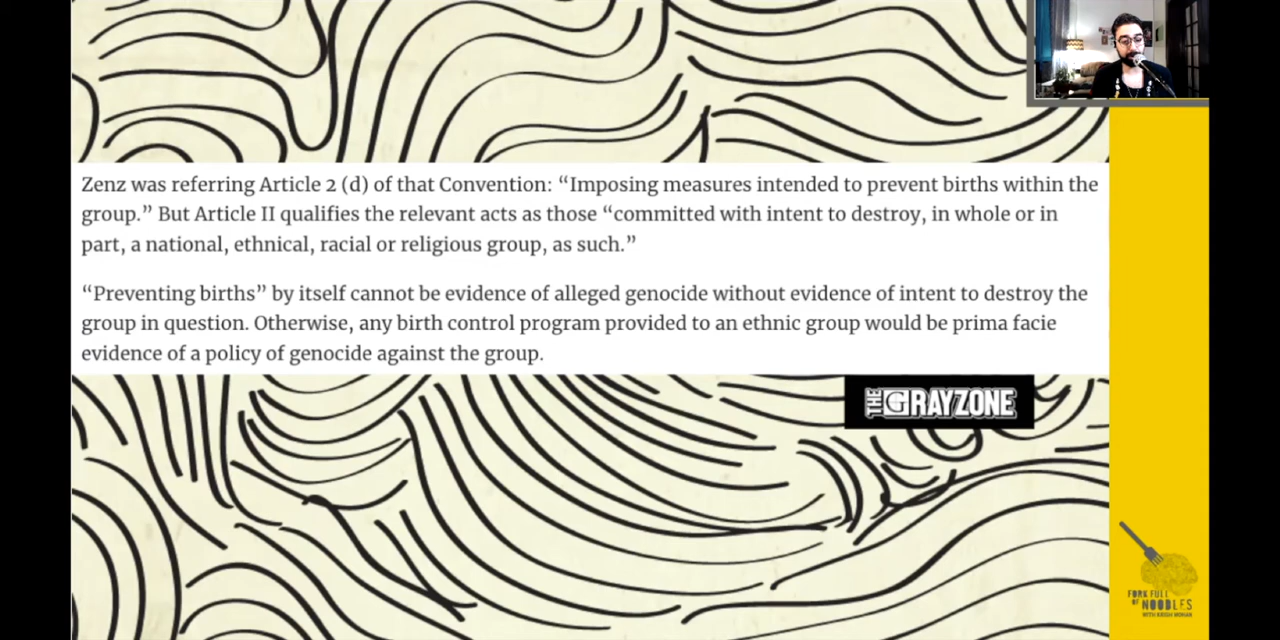 Zenz was referring Article 2 (d) of that Convention: “Imposing measures intended to prevent births within the
group.” But Article II qualifies the relevant acts as those “committed with intent to destroy, in whole or in
part, a national, ethnical, racial or religious group, as such.”
“Preventing births” by itself cannot be evidence of alleged genocide without evidence of intent to destroy the
group in question. Otherwise, any birth control program provided to an ethnic group would be prima facie
evidence of a policy of genocide against the group.
THE GRAYZONE
FORK FULL
OF NOODLES
WITH KRISH MOHAN